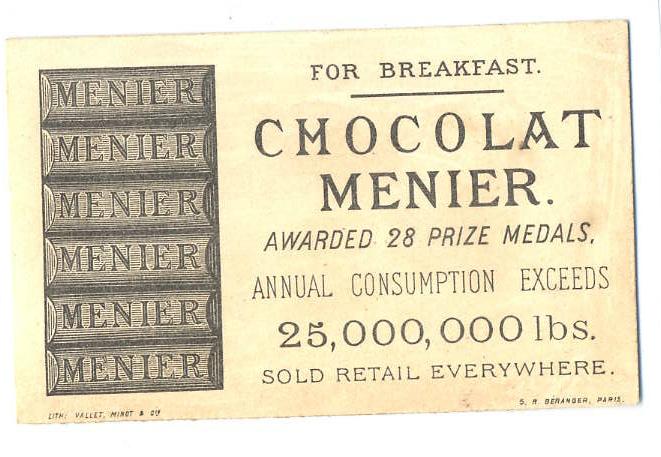 MENIER
MENIER
MENIER
MENIER
MENIER
MENIER
FOR BREAKFAST.
CHOCOLAT
MENIER.
AWARDED 28 PRIZE MEDALS,
ANNUAL CONSUMPTION EXCEEDS
25,000,000 lbs.
SOLD RETAIL EVERYWHERE.
LITH: VALLET, MINOT & Cie
S. R. BERANGER, PARIS.